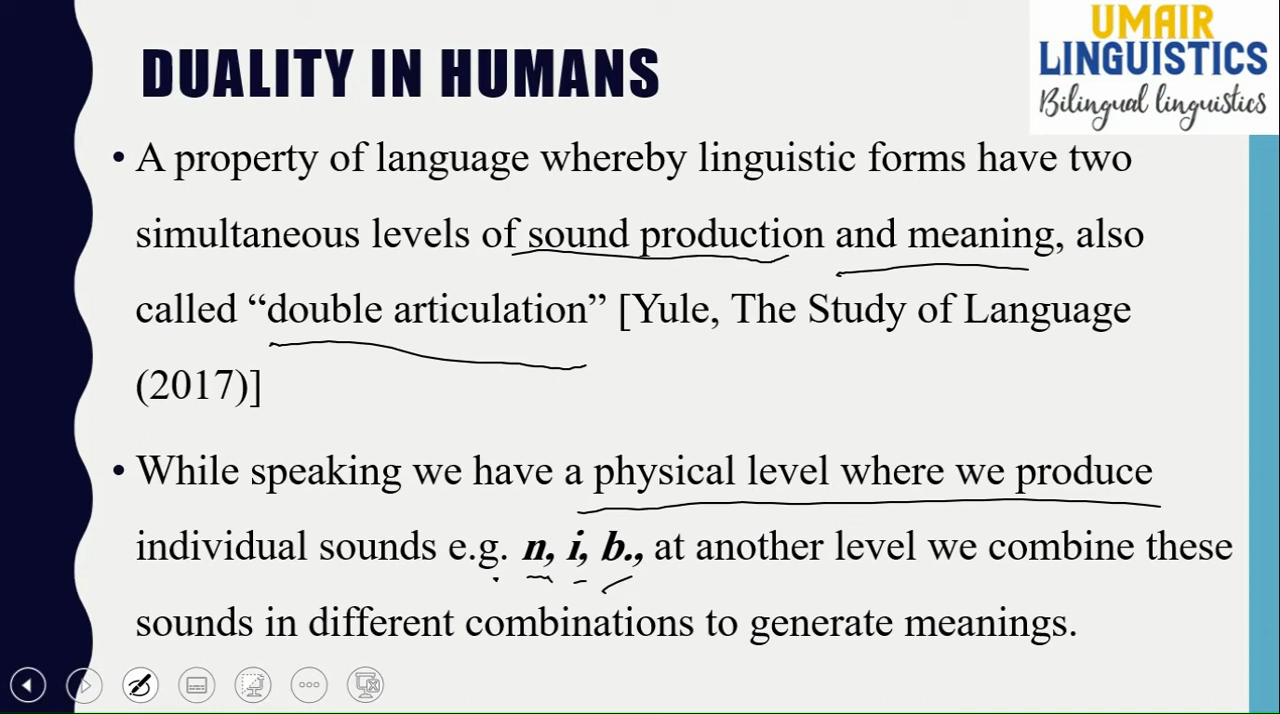 UMAIR
LINGUISTICS
Bilingual linguistics
DUALITY IN HUMANS
• A property of language whereby linguistic forms have two
simultaneous levels of sound production and meaning, also
called “double articulation” [Yule, The Study of Language
(2017)]
• While speaking we have a physical level where we produce
individual sounds e.g. n, i, b., at another level we combine these
sounds in different combinations to generate meanings.